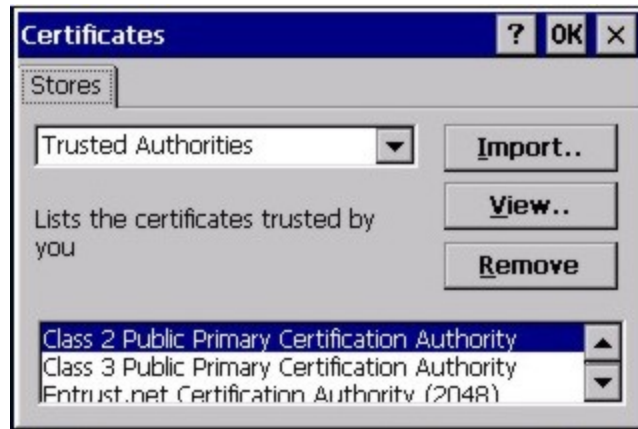 Certificates
? OK ×
Stores
Trusted Authorities
Import..
Lists the certificates trusted by
you
View..
Remove
Class 2 Public Primary Certification Authority
Class 3 Public Primary Certification Authority
Entrust.net Certification Authority (2048)